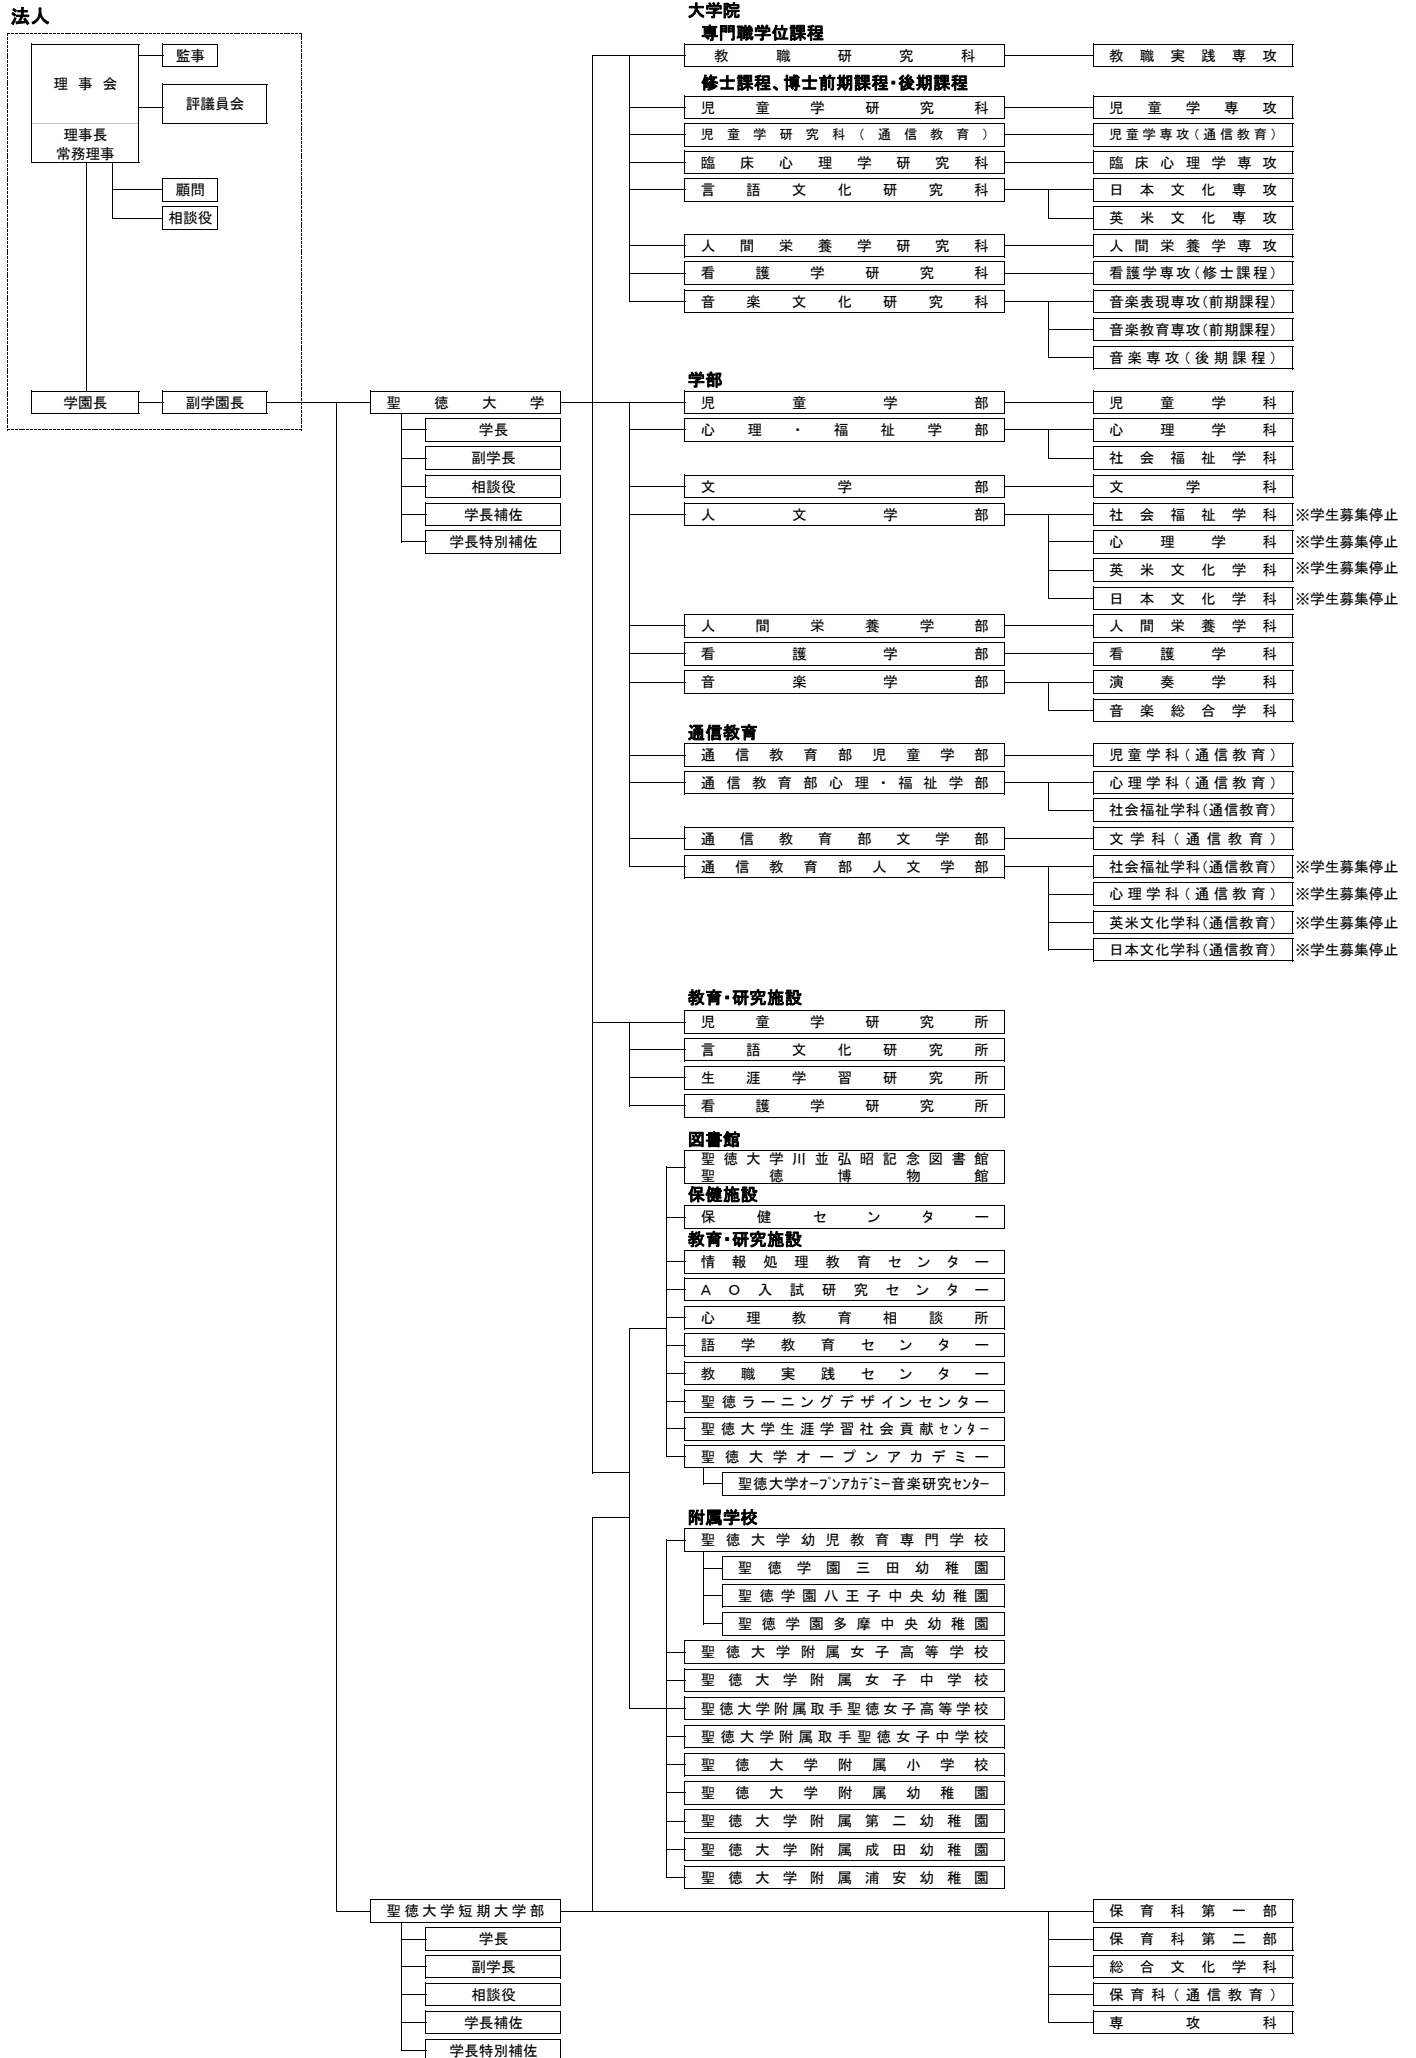 法人
理事会
監事
評議員会
理事長
常務理事
顧問
相談役
学園長
副学園長
聖徳大学
学長
副学長
相談役
学長補佐
学長特別補佐
大学院
専門職学位課程
教職研究科
教職実践専攻
修士課程、博士前期課程・後期課程
児童学研究科
児童学専攻
児童学研究科(通信教育)
児童学専攻(通信教育)
臨床心理学研究科
臨床心理学専攻
言語文化研究科
日本文化専攻
英米文化専攻
人間栄養学研究科
人間栄養学専攻
看護学研究科
看護学専攻(修士課程)
音楽文化研究科
音楽表現専攻(前期課程)
音楽教育専攻(前期課程)
音楽専攻(後期課程)
学部
児童学部
児童学科
心理・福祉学部
心理学科
社会福祉学科
文学部
文学科
人文学部
社会福祉学科 ※学生募集停止
心理学科 ※学生募集停止
英米文化学科 ※学生募集停止
日本文化学科 ※学生募集停止
人間栄養学部
人間栄養学科
看護学部
看護学科
音楽学部
演奏学科
音楽総合学科
通信教育
通信教育部児童学部
児童学科(通信教育)
通信教育部心理・福祉学部
心理学科(通信教育)
社会福祉学科(通信教育)
通信教育部文学部
文学科(通信教育)
通信教育部人文学部
社会福祉学科(通信教育) ※学生募集停止
心理学科(通信教育) ※学生募集停止
英米文化学科(通信教育) ※学生募集停止
日本文化学科(通信教育) ※学生募集停止
教育・研究施設
児童学研究所
言語文化研究所
生涯学習研究所
看護学研究所
図書館
聖徳大学川並弘昭記念図書館
聖徳博物館
保健施設
保健センター
教育・研究施設
情報処理教育センター
AO入試研究センター
心理教育相談所
語学教育センター
教職実践センター
聖徳ラーニングデザインセンター
聖徳大学生涯学習社会貢献センター
聖徳大学オープンアカデミー
聖徳大学オープンアカデミー音楽研究センター
附属学校
聖徳大学幼児教育専門学校
聖徳学園三田幼稚園
聖徳学園八王子中央幼稚園
聖徳学園多摩中央幼稚園
聖徳大学附属女子高等学校
聖徳大学附属女子中学校
聖徳大学附属取手聖徳女子高等学校
聖徳大学附属取手聖徳女子中学校
聖徳大学附属小学校
聖徳大学附属幼稚園
聖徳大学附属第二幼稚園
聖徳大学附属成田幼稚園
聖徳大学附属浦安幼稚園
聖徳大学短期大学部
学長
副学長
相談役
学長補佐
学長特別補佐
保育科第一部
保育科第二部
総合文化学科
保育科(通信教育)
専攻科